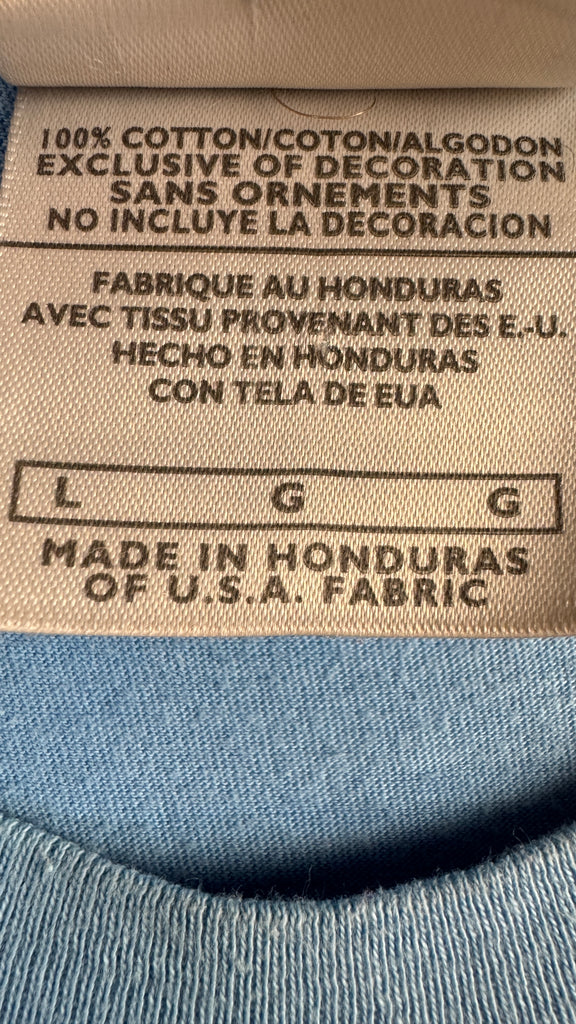 100% COTTON/COTON/ALGODON
EXCLUSIVE OF DECORATION
SANS ORNEMENTS
NO INCLUYE LA DECORACION
FABRIQUE AU HONDURAS
AVEC TISSU PROVENANT DES E.-U.
HECHO EN HONDURAS
CON TELA DE EUA
L G G
MADE IN HONDURAS
OF U.S.A. FABRIC